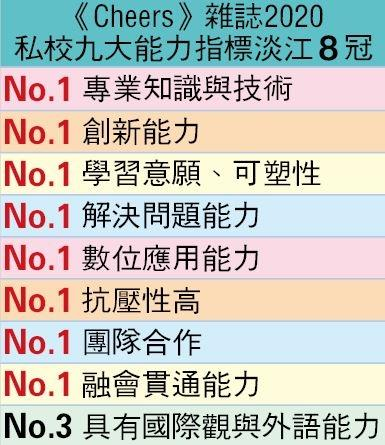 《Cheers》雜誌2020
私校九大能力指標淡江8冠
No.1 專業知識與技術
No.1 創新能力
No.1 學習意願、可塑性
No.1 解決問題能力
No.1 數位應用能力
No.1 抗壓性高
No.1 團隊合作
No.1 融會貫通能力
No.3 具有國際觀與外語能力